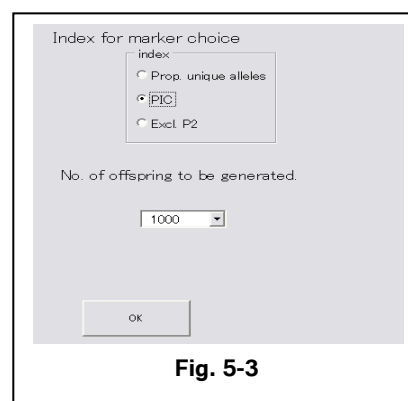 Index for marker choice
index
Prop. unique alleles
PIC
Excl. P2
No. of offspring to be generated.
1000
OK
Fig. 5-3